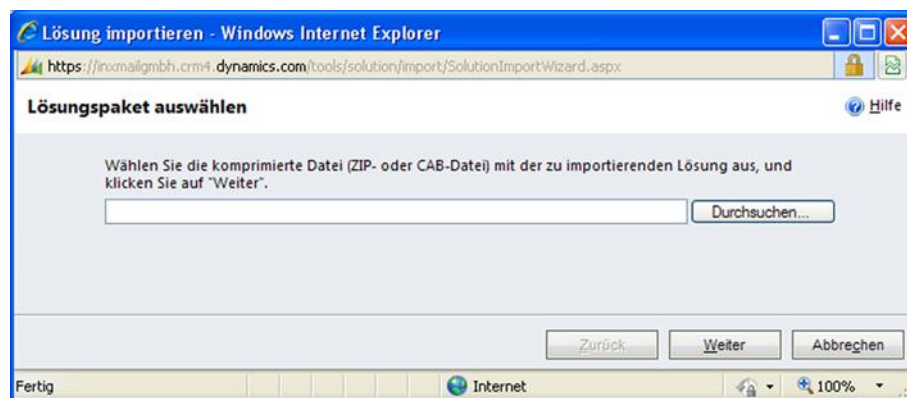 Lösung importieren - Windows Internet Explorer
https://inxmailgmbh.crm4.dynamics.com/tools/solution/import/SolutionImportWizard.aspx
Lösungspaket auswählen
Hilfe
Wählen Sie die komprimierte Datei (ZIP- oder CAB-Datei) mit der zu importierenden Lösung aus, und
klicken Sie auf "Weiter".
Durchsuchen...
Zurück Weiter Abbrechen
Fertig Internet 100%